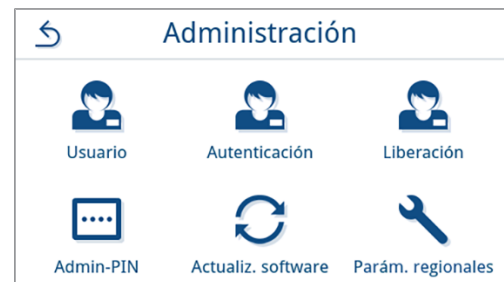 Administración
Usuario Autenticación Liberación
Admin-PIN Actualiz. software Parám. regionales